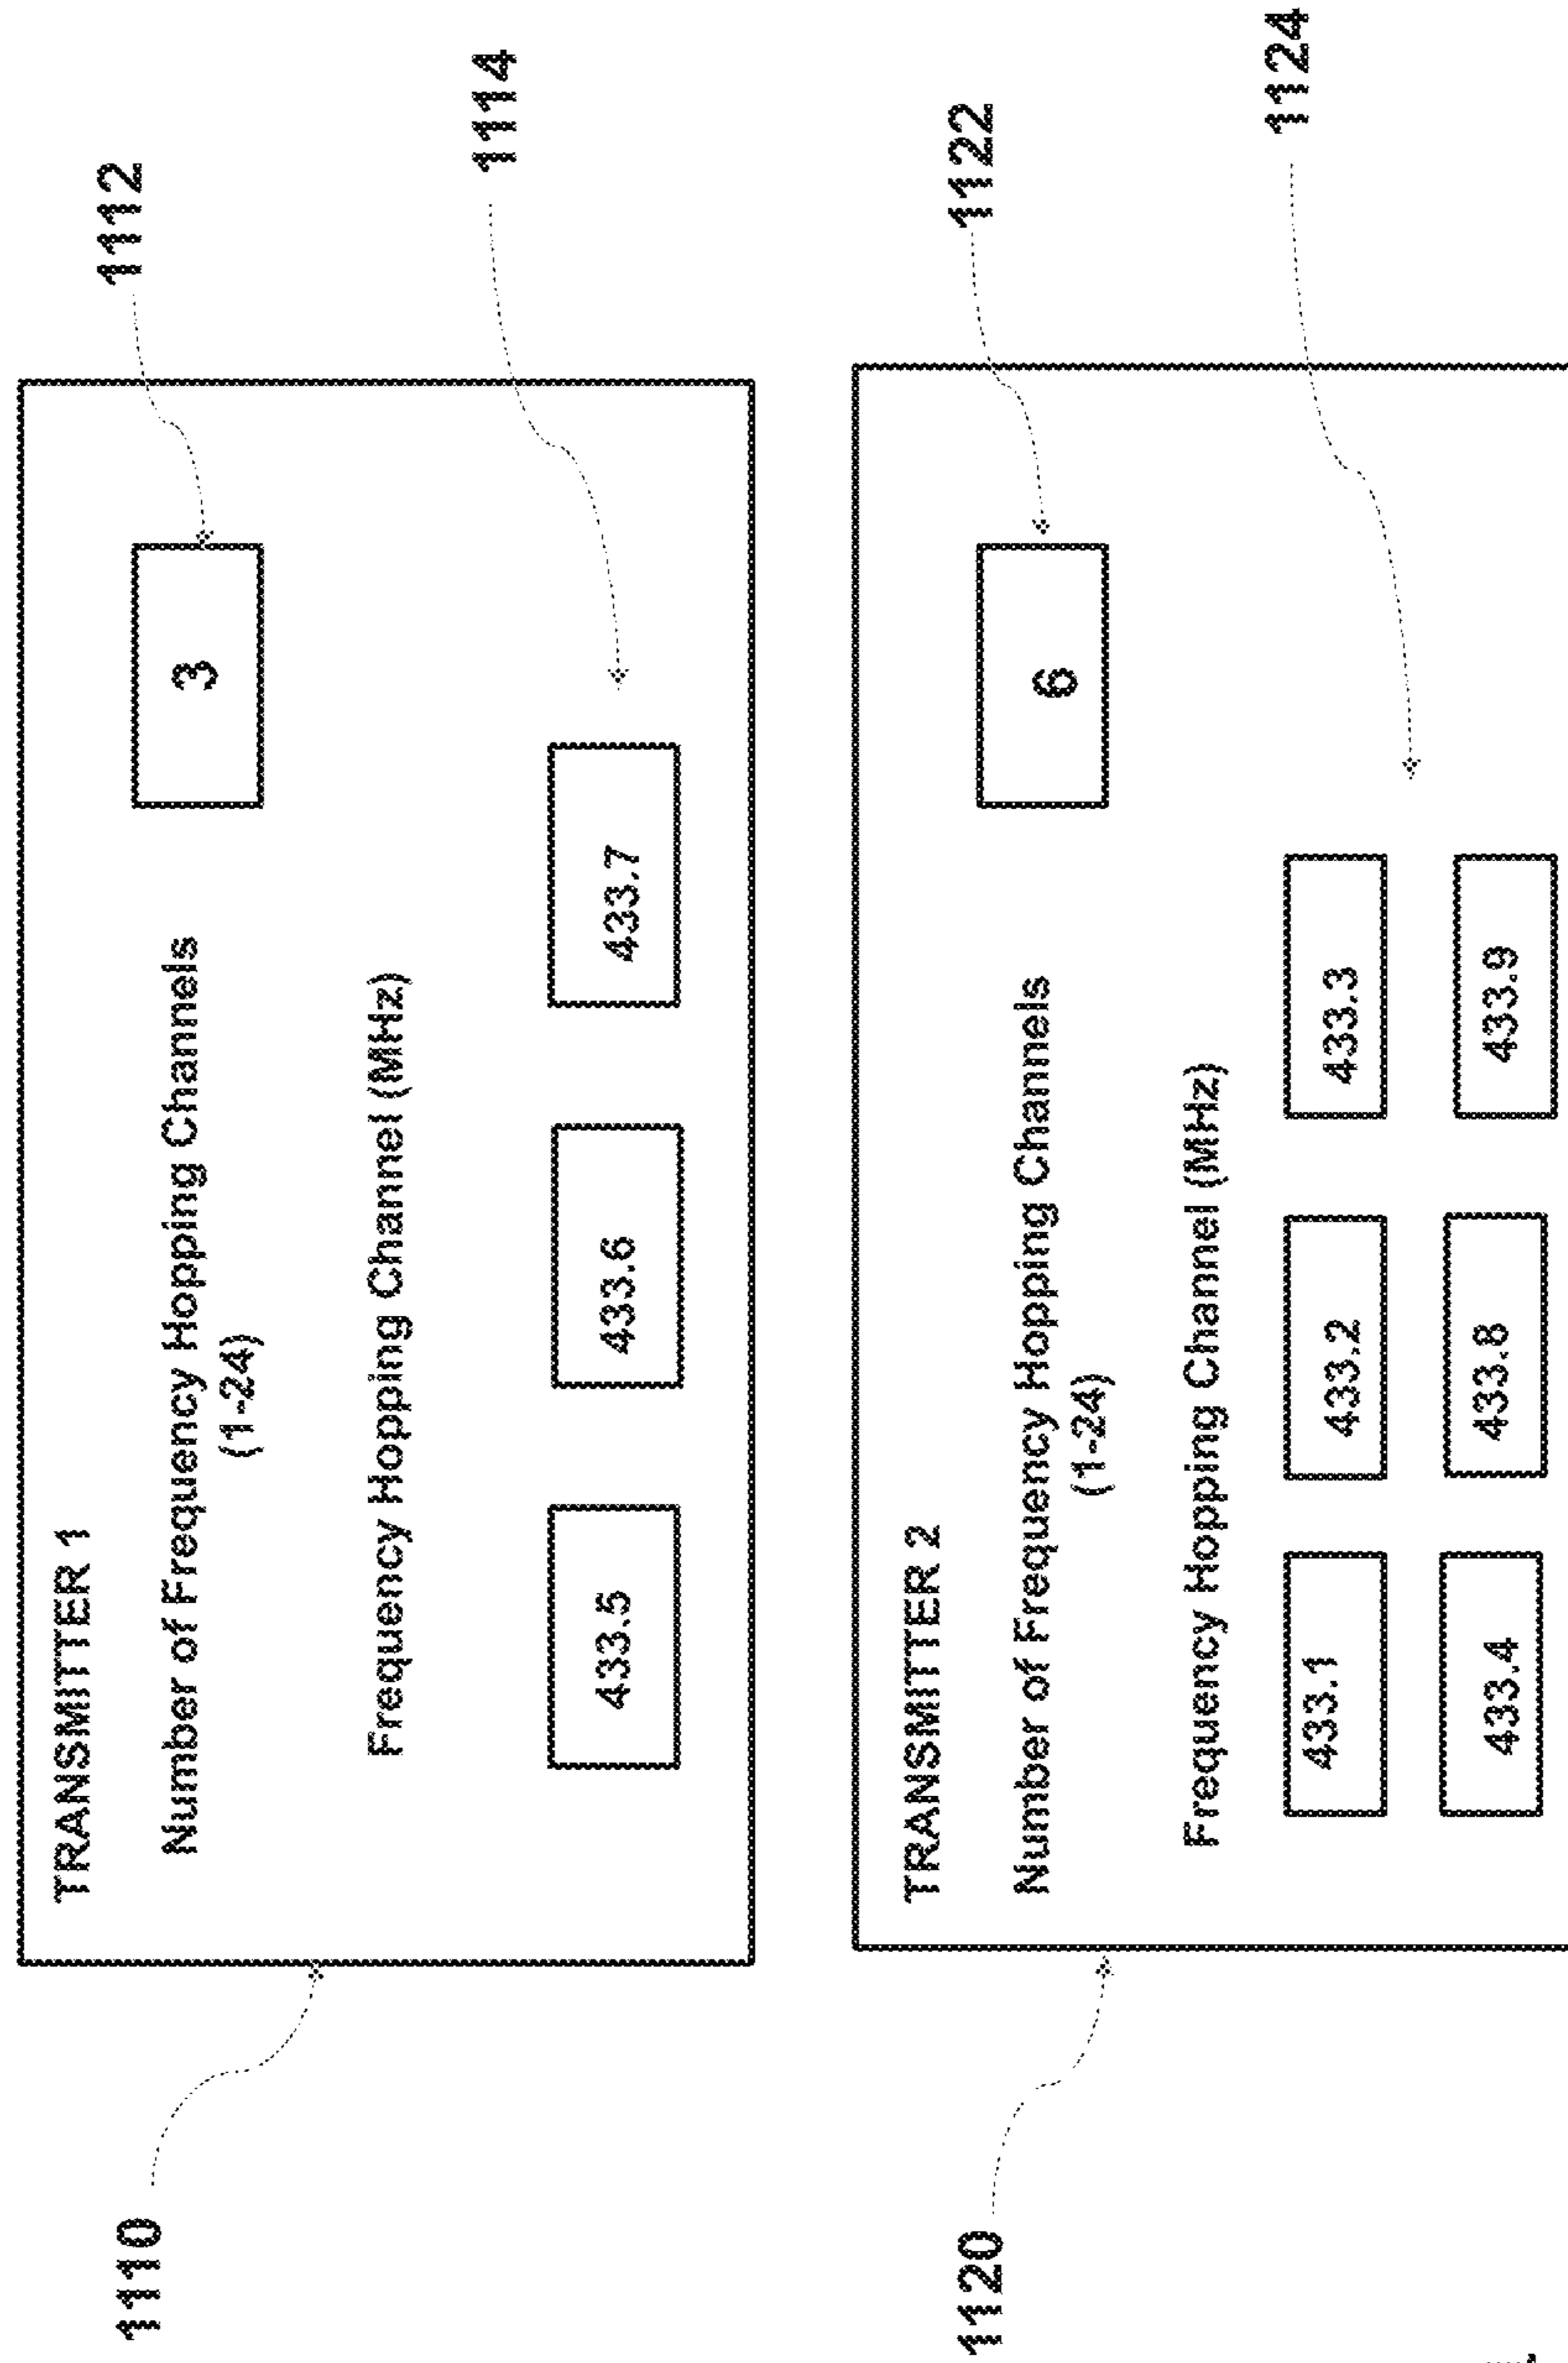 1112
1114
1110
TRANSMITTER 1
Number of Frequency Hopping Channels
(1-24)
3
Frequency Hopping Channel (MHz)
433.5 433.6 433.7
1122
1124
1120
TRANSMITTER 2
Number of Frequency Hopping Channels
(1-24)
6
Frequency Hopping Channel (MHz)
433.1 433.2 433.3
433.4 433.8 433.9